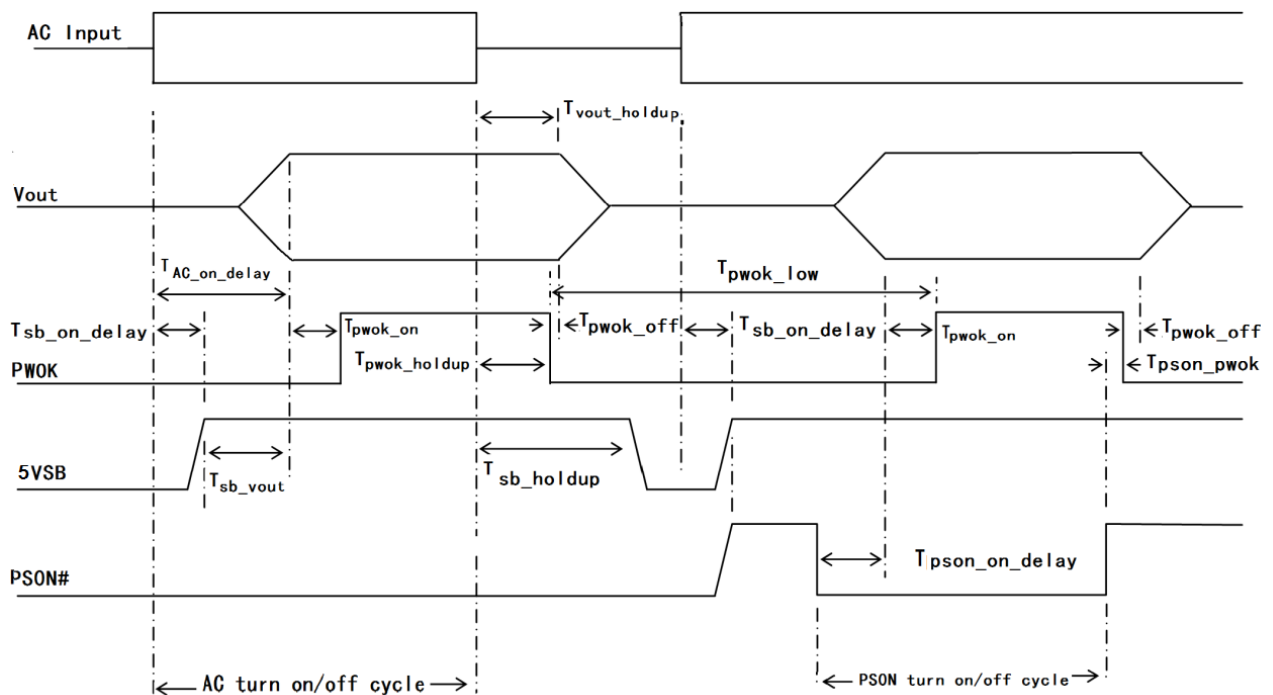 AC Input
Tvout_holdup
Vout
TAC_on_delay
Tpwok_low
Tsb_on_delay
Tpwok_on
Tpwok_off
Tsb_on_delay
Tpwok_on
Tpwok_off
PWOK
Tpwok_holdup
Tpson_pwok
5VSB
Tsb_vout
Tsb_holdup
PSON#
Tpson_on_delay
AC turn on/off cycle
PSON turn on/off cycle